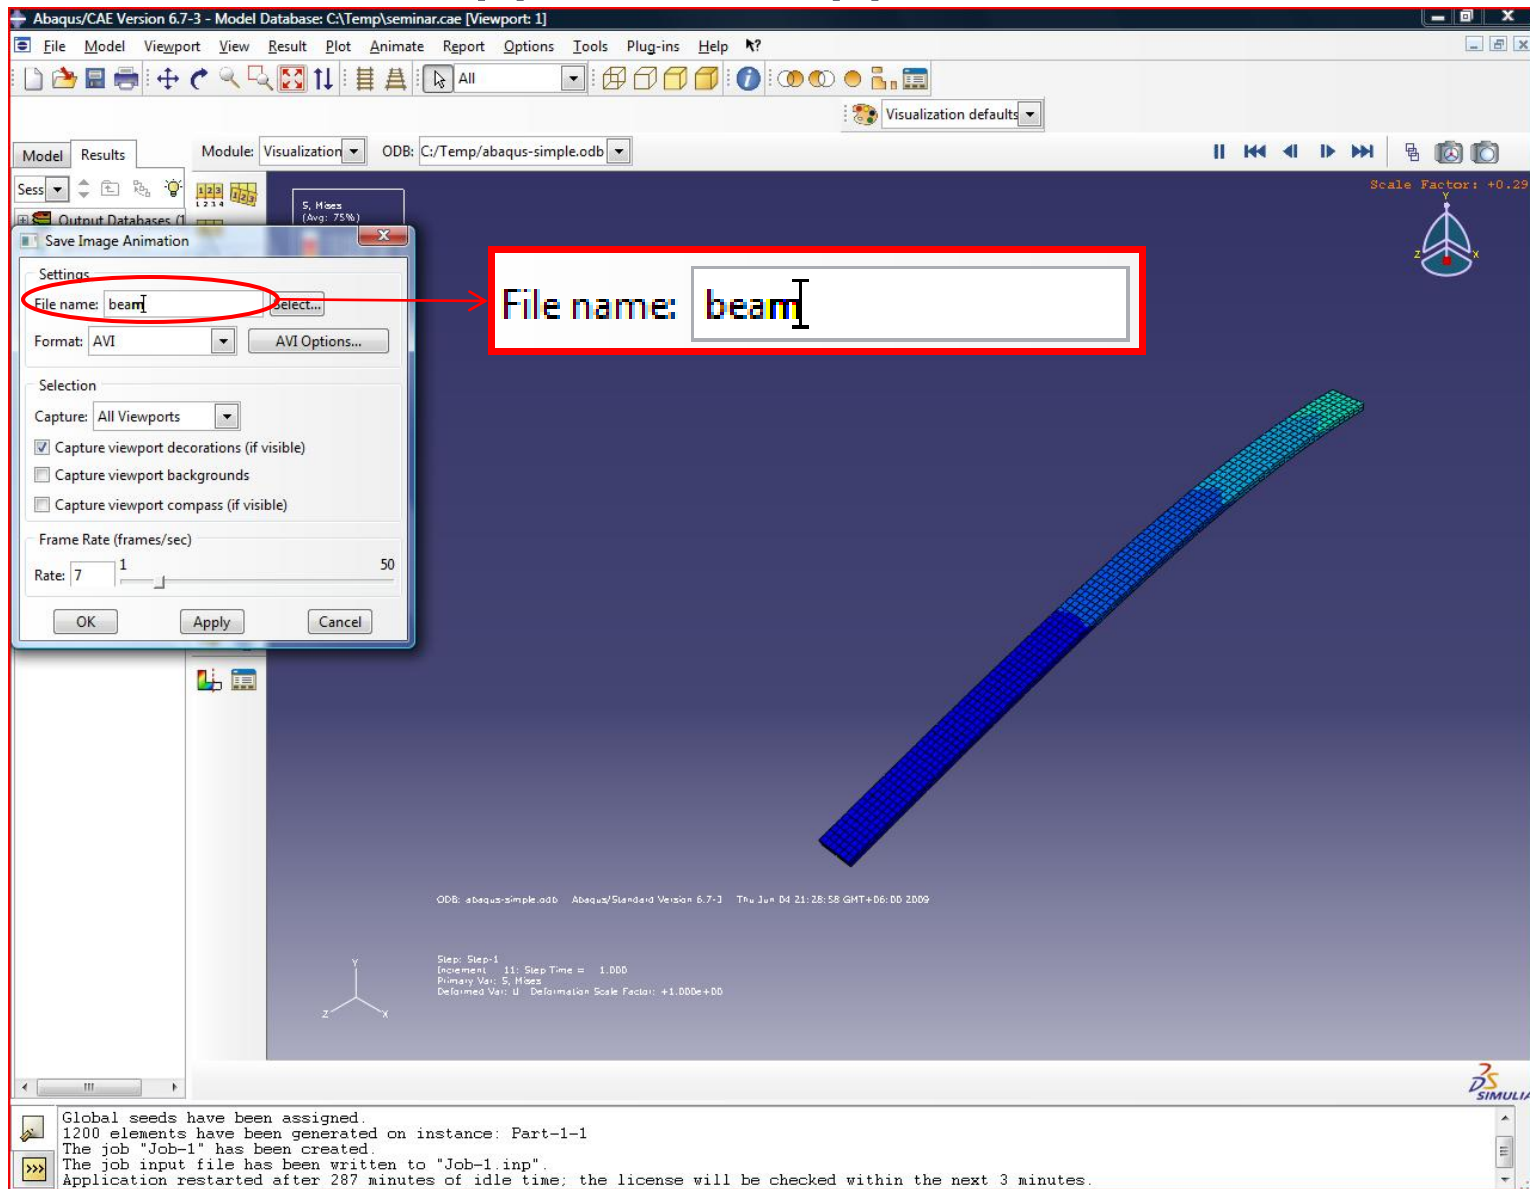 Abaqus/CAE Version 6.7-3 - Model Database: C:\Temp\seminar.cae [Viewport: 1]
File Model Viewport View Result Plot Animate Report Options Tools Plug-ins Help
All
Visualization defaults
Model Results Module: Visualization ODB: C:/Temp/abaqus-simple.odb
Sess
Output Databases (1
S, Mises
(Avg: 75%)
Scale Factor: +0.29
Y
Z X
Save Image Animation
Settings
File name: beam Select...
File name: beam
Format: AVI AVI Options...
Selection
Capture: All Viewports
Capture viewport decorations (if visible)
Capture viewport backgrounds
Capture viewport compass (if visible)
Frame Rate (frames/sec)
Rate: 7 1 50
OK Apply Cancel
ODB: abaqus-simple.odb Abaqus/Standard Version 6.7-3 Thu Jun 04 21:28:58 GMT+06:00 2009
Step: Step-1
Increment 11: Step Time = 1.000
Primary Var: S, Mises
Deformed Var: U Deformation Scale Factor: +1.000e+00
Y
Z X
SIMULIA
Global seeds have been assigned.
1200 elements have been generated on instance: Part-1-1
The job "Job-1" has been created.
The job input file has been written to "Job-1.inp".
Application restarted after 287 minutes of idle time; the license will be checked within the next 3 minutes.